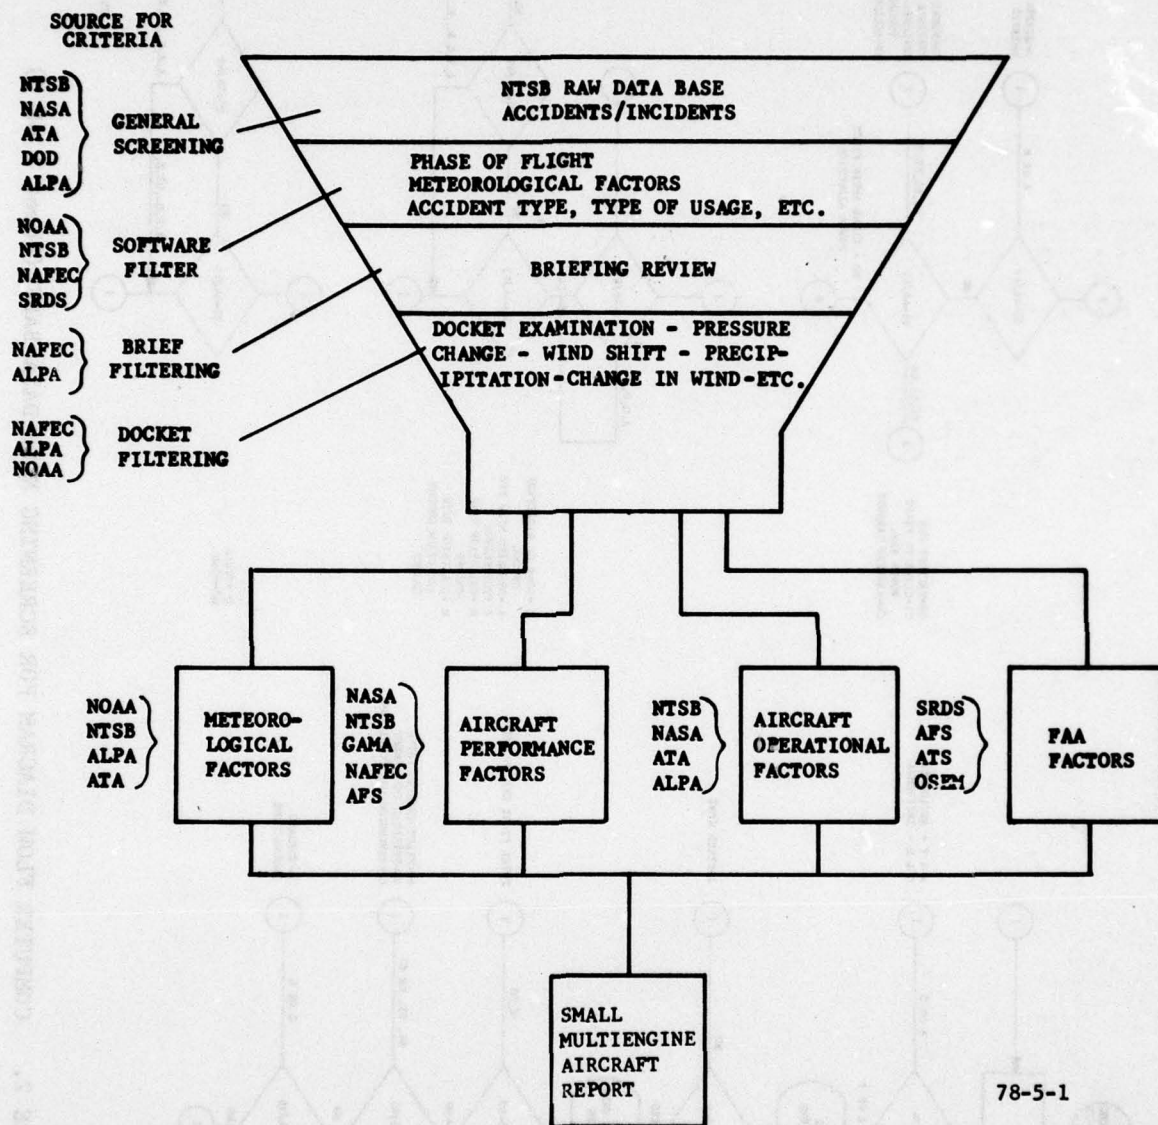 SOURCE FOR
CRITERIA
NTSB
NASA
ATA
DOD
ALPA
GENERAL
SCREENING
NOAA
NTSB
NAFEC
SRDS
SOFTWARE
FILTER
NAFEC
ALPA
BRIEF
FILTERING
NAFEC
ALPA
NOAA
DOCKET
FILTERING
NTSB RAW DATA BASE
ACCIDENTS/INCIDENTS
PHASE OF FLIGHT
METEOROLOGICAL FACTORS
ACCIDENT TYPE, TYPE OF USAGE, ETC.
BRIEFING REVIEW
DOCKET EXAMINATION - PRESSURE
CHANGE - WIND SHIFT - PRECIP-
IPITATION-CHANGE IN WIND-ETC.
NOAA
NTSB
ALPA
ATA
METEORO-
LOGICAL
FACTORS
NASA
NTSB
GAMA
NAFEC
AFS
AIRCRAFT
PERFORMANCE
FACTORS
NTSB
NASA
ATA
ALPA
AIRCRAFT
OPERATIONAL
FACTORS
SRDS
AFS
ATS
OSEM
FAA
FACTORS
SMALL
MULTIENGINE
AIRCRAFT
REPORT
78-5-1